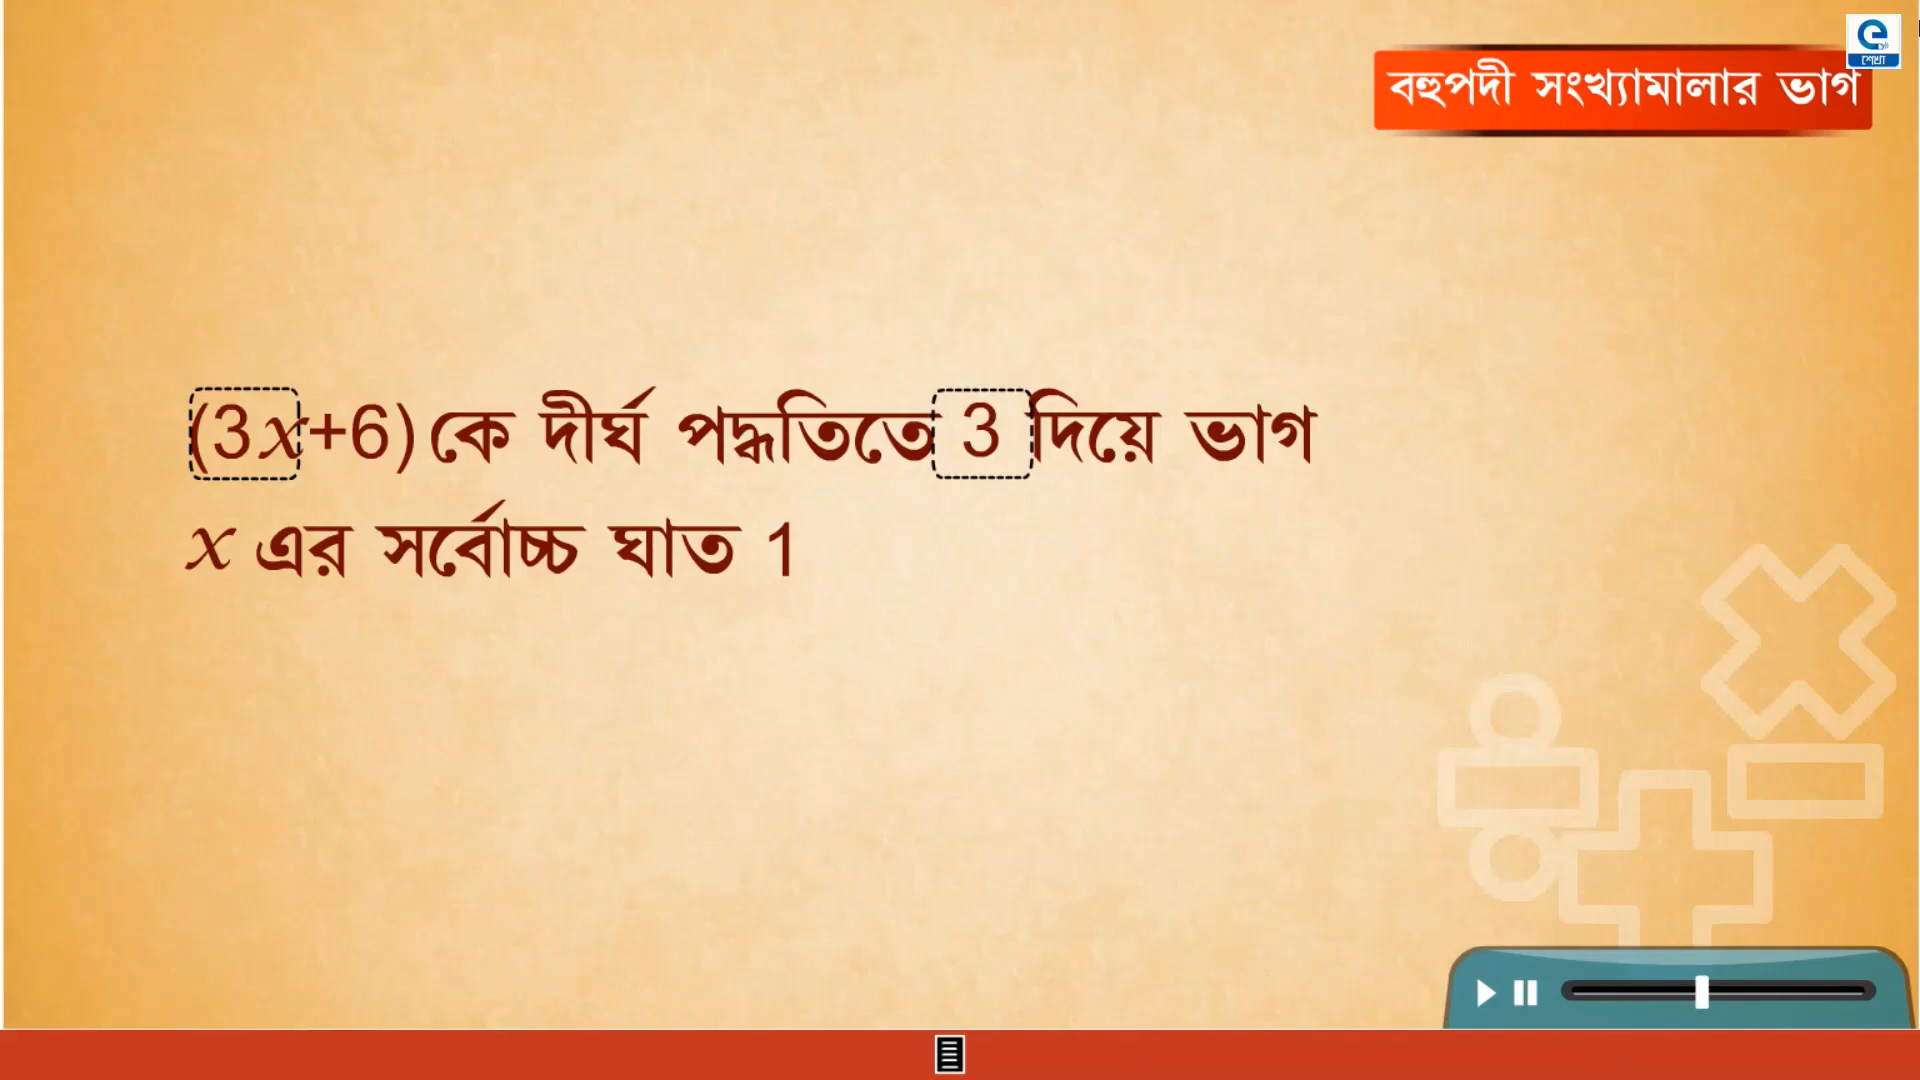 শেখা
বহুপদী সংখ্যামালার ভাগ
(3x+6) কে দীর্ঘ পদ্ধতিতে 3 দিয়ে ভাগ
x এর সর্বোচ্চ ঘাত 1